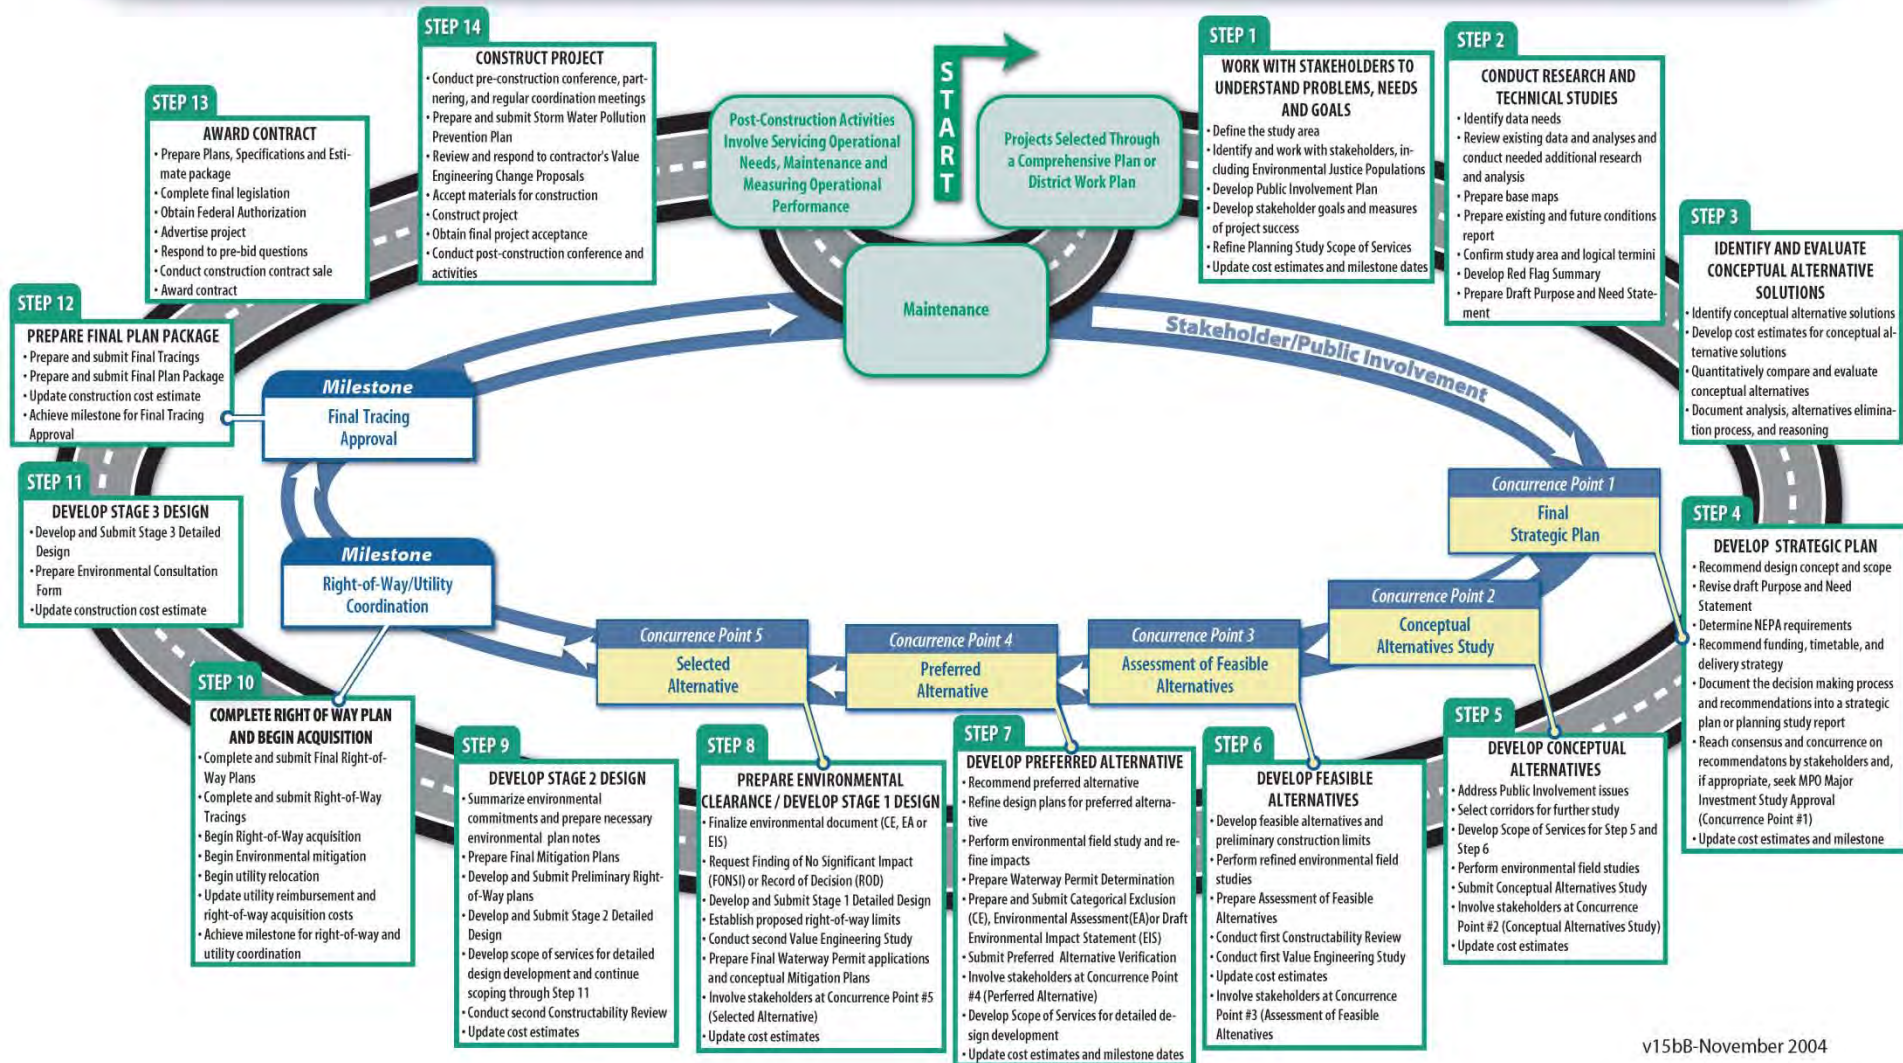 START
Post-Construction Activities
Involve Servicing Operational
Needs, Maintenance and
Measuring Operational
Performance
Projects Selected Through
a Comprehensive Plan or
District Work Plan
Maintenance
Stakeholder/Public Involvement
STEP 1
WORK WITH STAKEHOLDERS TO
UNDERSTAND PROBLEMS, NEEDS
AND GOALS
• Define the study area
• Identify and work with stakeholders, in-
cluding Environmental Justice Populations
• Develop Public Involvement Plan
• Develop stakeholder goals and measures
of project success
• Refine Planning Study Scope of Services
• Update cost estimates and milestone dates
STEP 2
CONDUCT RESEARCH AND
TECHNICAL STUDIES
• Identify data needs
• Review existing data and analyses and
conduct needed additional research
and analysis
• Prepare base maps
• Prepare existing and future conditions
report
• Confirm study area and logical termini
• Develop Red Flag Summary
• Prepare Draft Purpose and Need State-
ment
STEP 3
IDENTIFY AND EVALUATE
CONCEPTUAL ALTERNATIVE
SOLUTIONS
• Identify conceptual alternative solutions
• Develop cost estimates for conceptual al-
ternative solutions
• Quantitatively compare and evaluate
conceptual alternatives
• Document analysis, alternatives elimina-
tion process, and reasoning
Concurrence Point 1
Final
Strategic Plan
STEP 4
DEVELOP STRATEGIC PLAN
• Recommend design concept and scope
• Revise draft Purpose and Need
Statement
• Determine NEPA requirements
• Recommend funding, timetable, and
delivery strategy
• Document the decision making process
and recommendations into a strategic
plan or planning study report
• Reach consensus and concurrence on
recommendatons by stakeholders and,
if appropriate, seek MPO Major
Investment Study Approval
(Concurrence Point #1)
• Update cost estimates and milestone
Concurrence Point 2
Conceptual
Alternatives Study
STEP 5
DEVELOP CONCEPTUAL
ALTERNATIVES
• Address Public Involvement issues
• Select corridors for further study
• Develop Scope of Services for Step 5 and
Step 6
• Perform environmental field studies
• Submit Conceptual Alternatives Study
• Involve stakeholders at Concurrence
Point #2 (Conceptual Alternatives Study)
• Update cost estimates
Concurrence Point 3
Assessment of Feasible
Alternatives
STEP 6
DEVELOP FEASIBLE
ALTERNATIVES
• Develop feasible alternatives and
preliminary construction limits
• Perform refined environmental field
studies
• Prepare Assessment of Feasible
Alternatives
• Conduct first Constructability Review
• Conduct first Value Engineering Study
• Update cost estimates
• Involve stakeholders at Concurrence
Point #3 (Assessment of Feasible
Altenatives
Concurrence Point 4
Preferred
Alternative
STEP 7
DEVELOP PREFERRED ALTERNATIVE
• Recommend preferred alternative
• Refine design plans for preferred alterna-
tive
• Perform environmental field study and re-
fine impacts
• Prepare Waterway Permit Determination
• Prepare and Submit Categorical Exclusion
(CE), Environmental Assessment(EA)or Draft
Environmental Impact Statement (EIS)
• Submit Preferred Alternative Verification
• Involve stakeholders at Concurrence Point
#4 (Perferred Alternative)
• Develop Scope of Services for detailed de-
sign development
• Update cost estimates and milestone dates
Concurrence Point 5
Selected
Alternative
STEP 8
PREPARE ENVIRONMENTAL
CLEARANCE / DEVELOP STAGE 1 DESIGN
• Finalize environmental document (CE, EA or
EIS)
• Request Finding of No Significant Impact
(FONSI) or Record of Decision (ROD)
• Develop and Submit Stage 1 Detailed Design
• Establish proposed right-of-way limits
• Conduct second Value Engineering Study
• Prepare Final Waterway Permit applications
and conceptual Mitigation Plans
• Involve stakeholders at Concurrence Point #5
(Selected Alternative)
• Update cost estimates
STEP 9
DEVELOP STAGE 2 DESIGN
• Summarize environmental
commitments and prepare necessary
environmental plan notes
• Prepare Final Mitigation Plans
• Develop and Submit Preliminary Right-
of-Way plans
• Develop and Submit Stage 2 Detailed
Design
• Develop scope of services for detailed
design development and continue
scoping through Step 11
• Conduct second Constructability Review
• Update cost estimates
Milestone
Right-of-Way/Utility
Coordination
STEP 10
COMPLETE RIGHT OF WAY PLAN
AND BEGIN ACQUISITION
• Complete and submit Final Right-of-
Way Plans
• Complete and submit Right-of-Way
Tracings
• Begin Right-of-Way acquisition
• Begin Environmental mitigation
• Begin utility relocation
• Update utility reimbursement and
right-of-way acquisition costs
• Achieve milestone for right-of-way and
utility coordination
STEP 11
DEVELOP STAGE 3 DESIGN
• Develop and Submit Stage 3 Detailed
Design
• Prepare Environmental Consultation
Form
• Update construction cost estimate
Milestone
Final Tracing
Approval
STEP 12
PREPARE FINAL PLAN PACKAGE
• Prepare and submit Final Tracings
• Prepare and submit Final Plan Package
• Update construction cost estimate
• Achieve milestone for Final Tracing
Approval
STEP 13
AWARD CONTRACT
• Prepare Plans, Specifications and Esti-
mate package
• Complete final legislation
• Obtain Federal Authorization
• Advertise project
• Respond to pre-bid questions
• Conduct construction contract sale
• Award contract
STEP 14
CONSTRUCT PROJECT
• Conduct pre-construction conference, part-
nering, and regular coordination meetings
• Prepare and submit Storm Water Pollution
Prevention Plan
• Review and respond to contractor's Value
Engineering Change Proposals
• Accept materials for construction
• Construct project
• Obtain final project acceptance
• Conduct post-construction conference and
activities
v15bB-November 2004